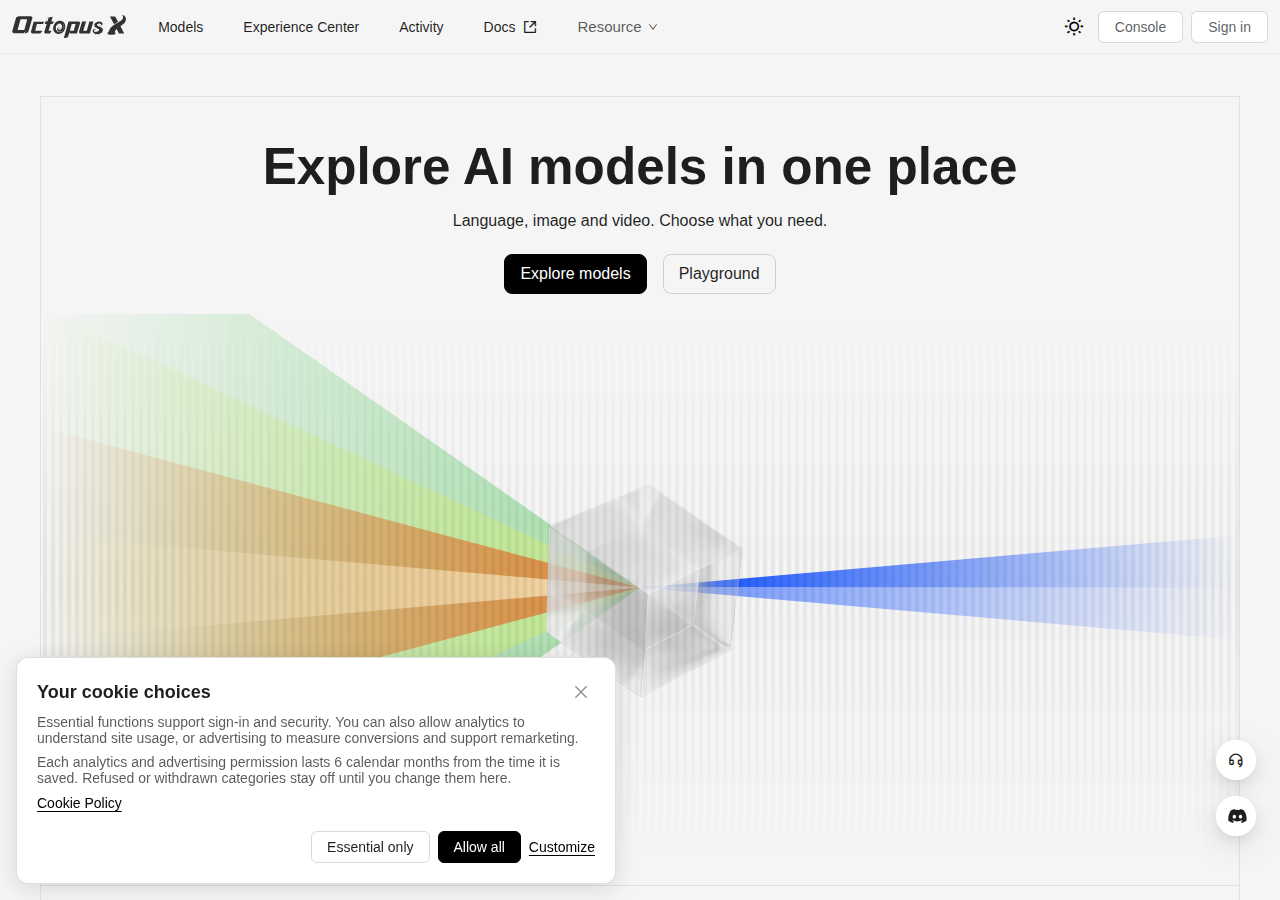 Octopus X
Models
Experience Center
Activity
Docs
Resource
Console
Sign in
Explore AI models in one place
Language, image and video. Choose what you need.
Explore models
Playground
Your cookie choices
Essential functions support sign-in and security. You can also allow analytics to
understand site usage, or advertising to measure conversions and support remarketing.
Each analytics and advertising permission lasts 6 calendar months from the time it is
saved. Refused or withdrawn categories stay off until you change them here.
Cookie Policy
Essential only
Allow all
Customize